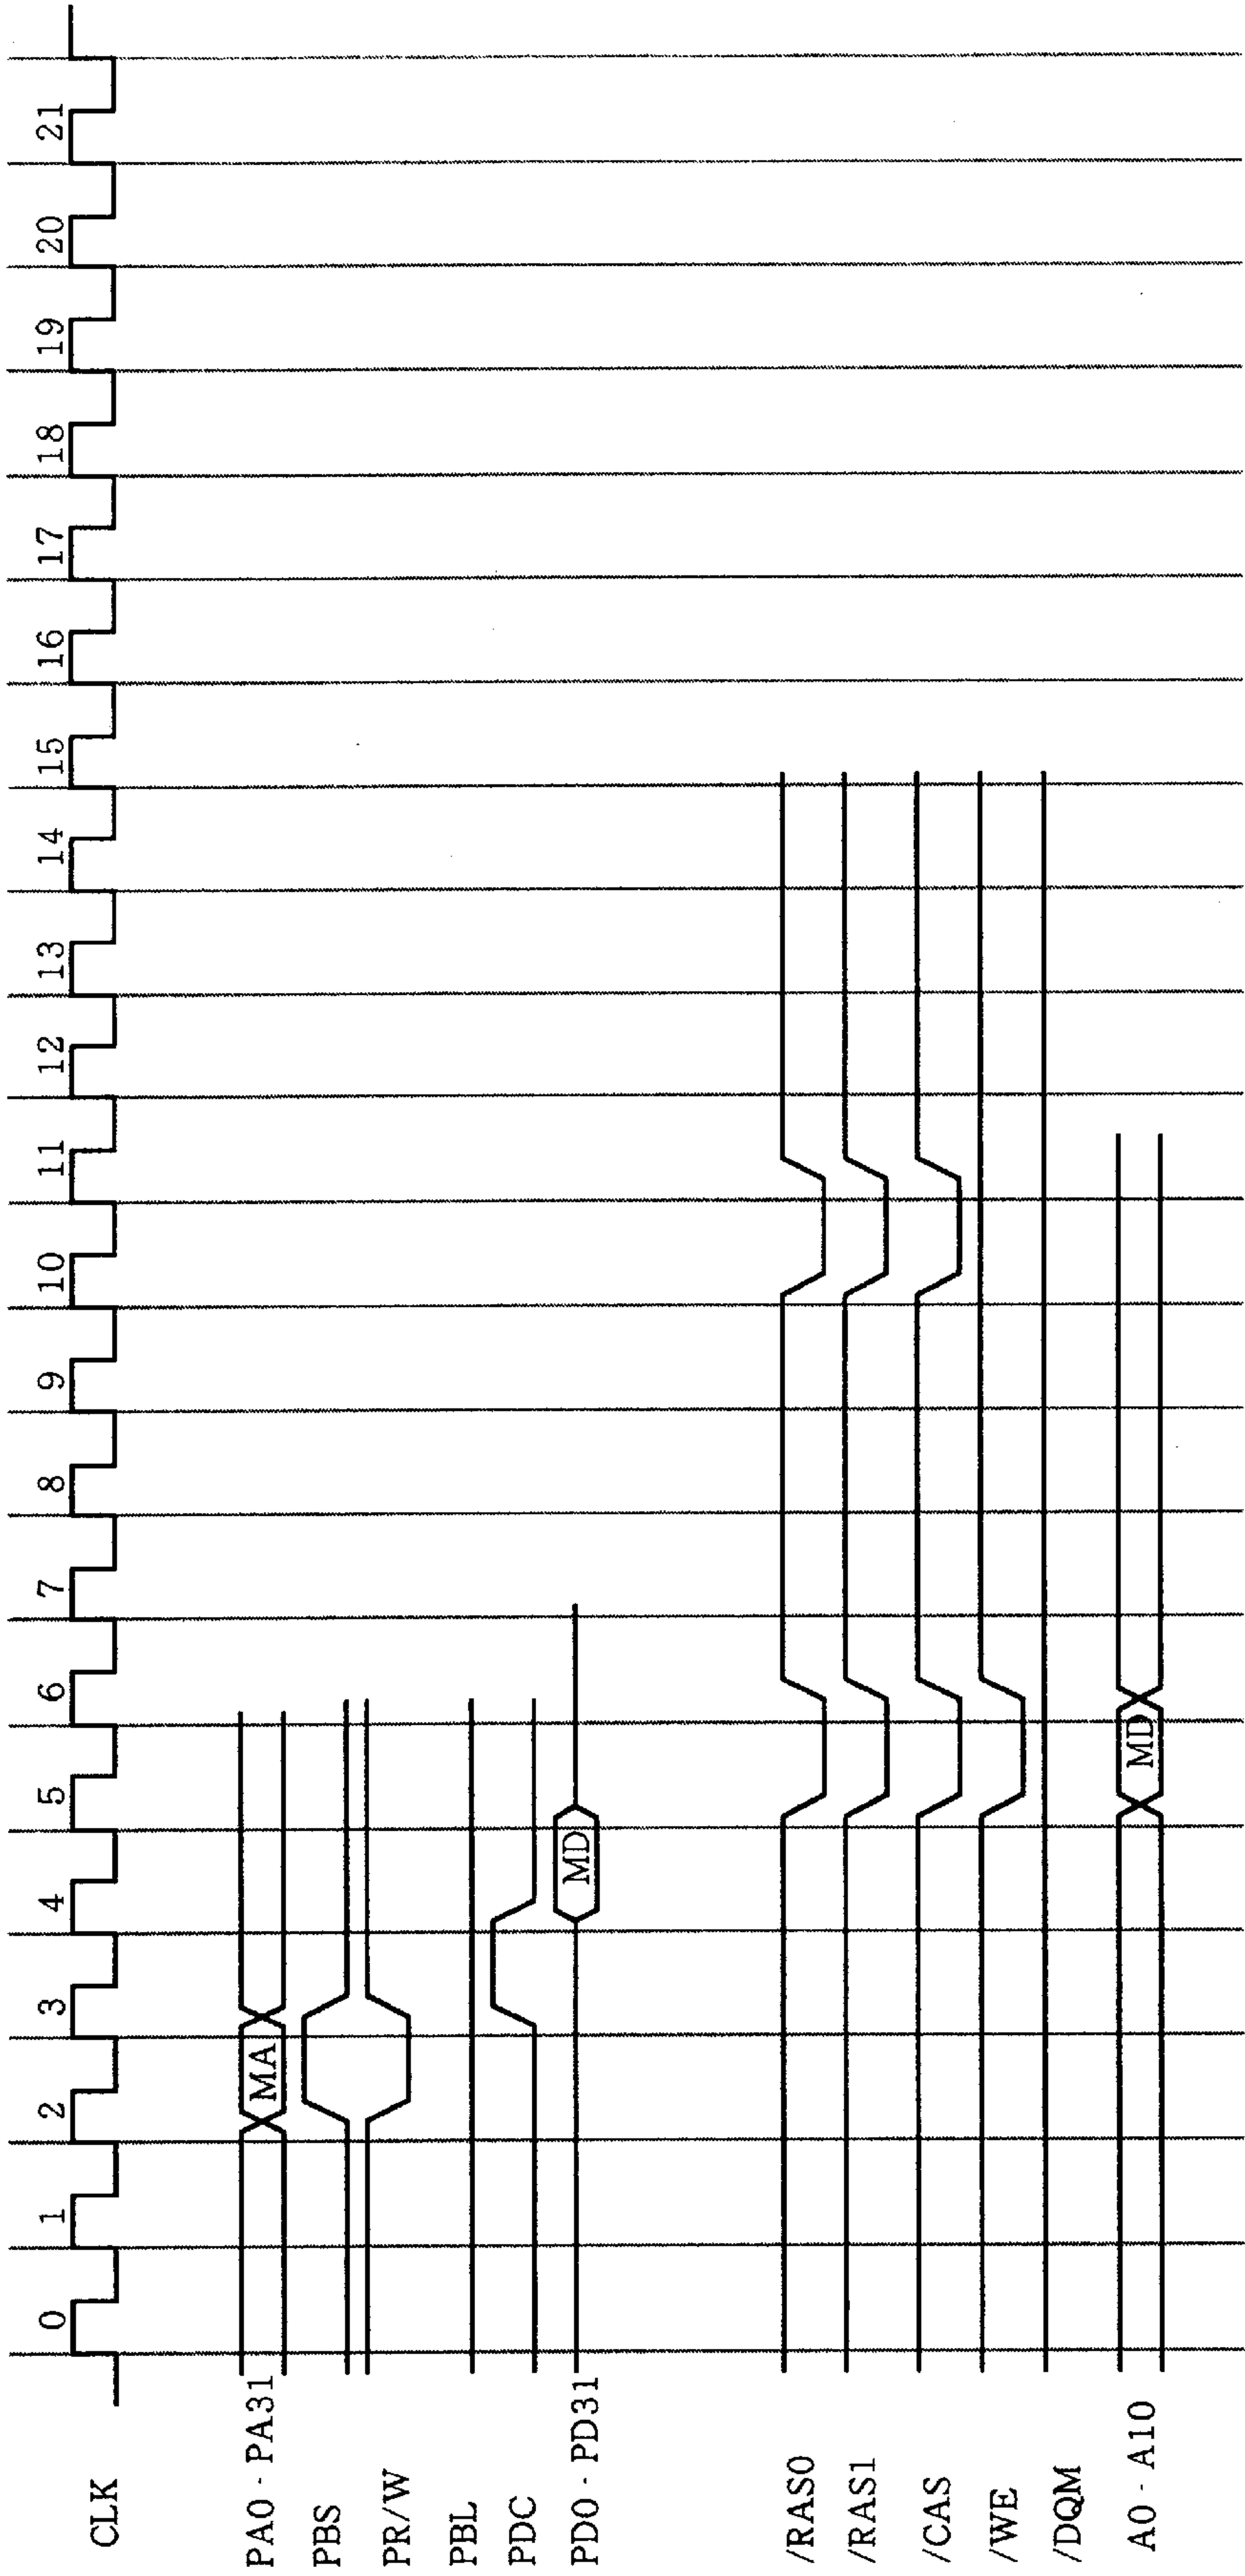 CLK 0 1 2 3 4 5 6 7 8 9 10 11 12 13 14 15 16 17 18 19 20 21
PA0 - PA31 MA
PBS
PR/W
PBL
PDC
PD0 - PD31 MD
/RAS0
/RAS1
/CAS
/WE
/DQM
A0 - A10 MD